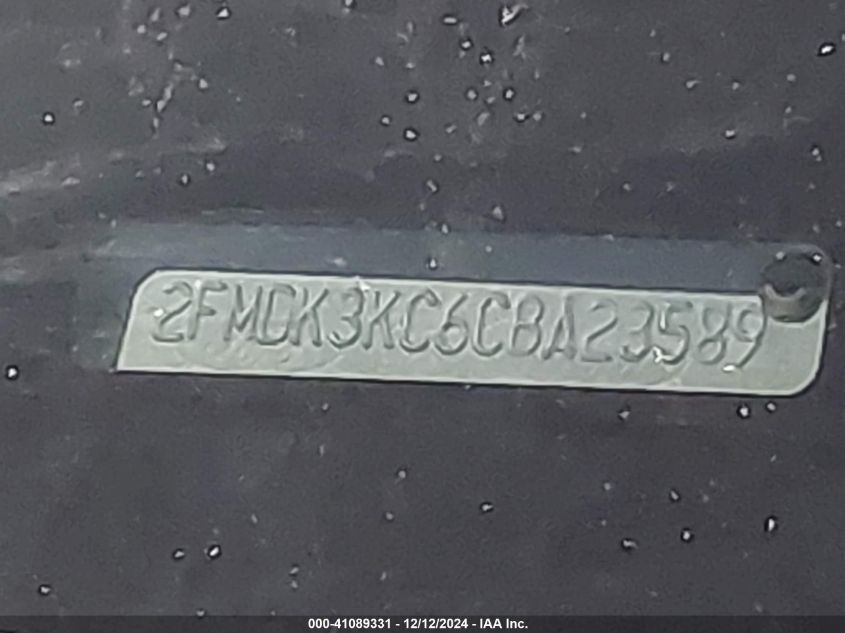 2FMDK3KC6CBA23589
000-41089331 - 12/12/2024 - IAA Inc.